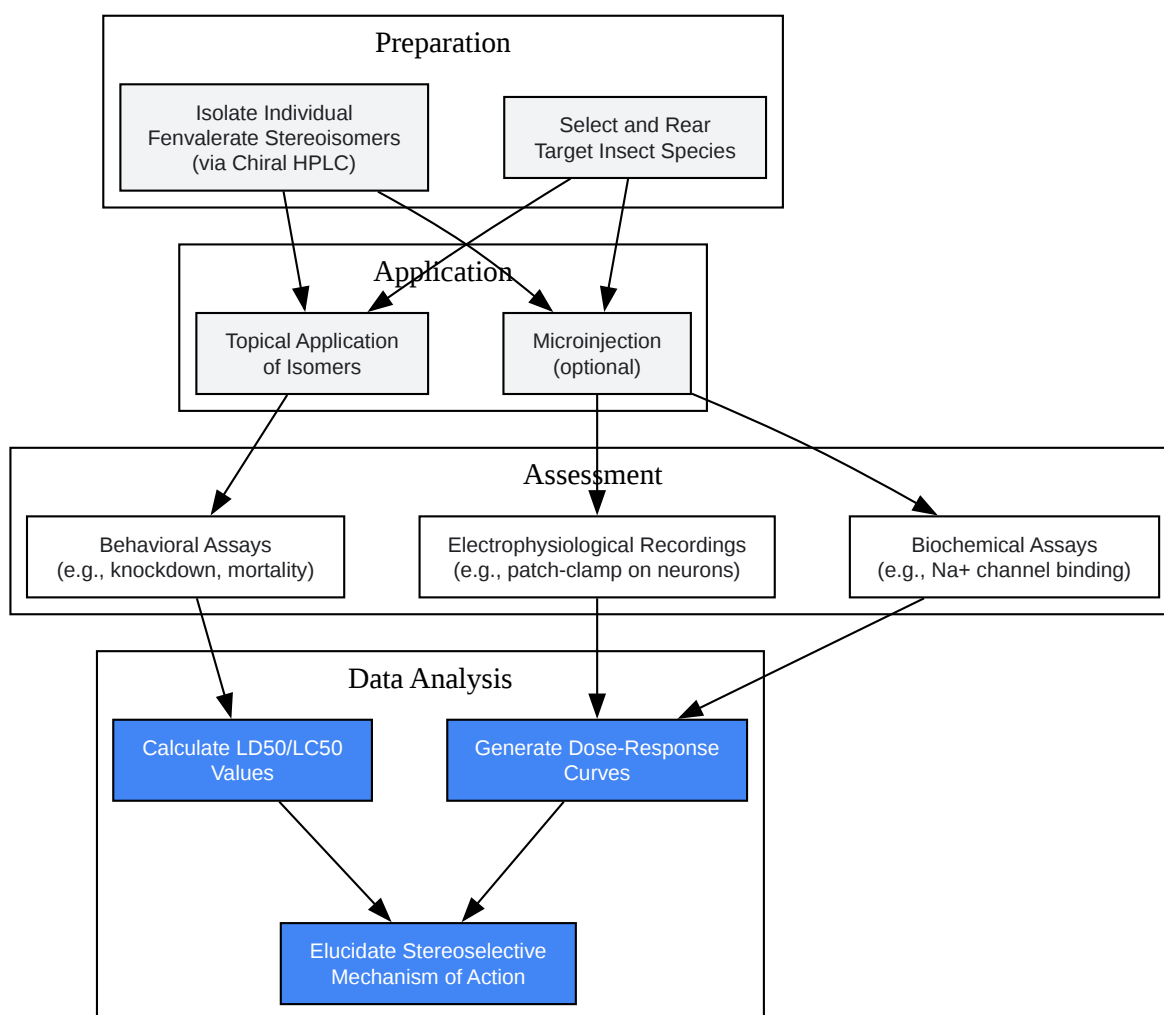 Preparation
Isolate Individual
Fenvalerate Stereoisomers
(via Chiral HPLC)
Select and Rear
Target Insect Species
Application
Topical Application
of Isomers
Microinjection
(optional)
Assessment
Behavioral Assays
(e.g., knockdown, mortality)
Electrophysiological Recordings
(e.g., patch-clamp on neurons)
Biochemical Assays
(e.g., Na+ channel binding)
Data Analysis
Calculate LD50/LC50
Values
Generate Dose-Response
Curves
Elucidate Stereoselective
Mechanism of Action